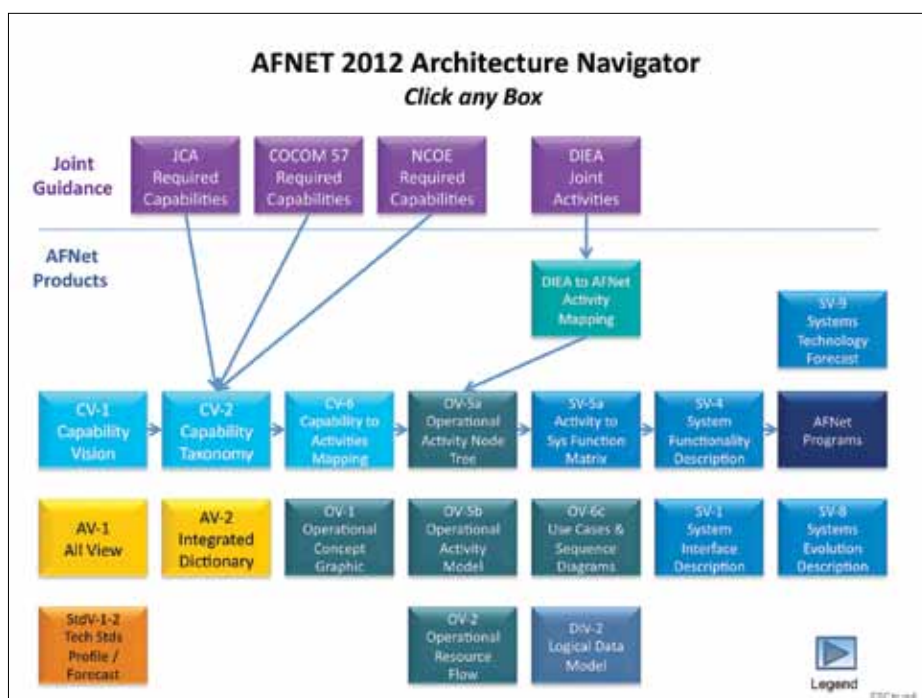 AFNET 2012 Architecture Navigator
Click any Box
Joint
Guidance
JCA
Required
Capabilities
COCOM 57
Required
Capabilities
NCOE
Required
Capabilities
DIEA
Joint
Activities
AFNet
Products
DIEA to AFNet
Activity
Mapping
SV-9
Systems
Technology
Forecast
CV-1
Capability
Vision
CV-2
Capability
Taxonomy
CV-6
Capability to
Activities
Mapping
OV-5a
Operational
Activity Node
Tree
SV-5a
Activity to
Sys Function
Matrix
SV-4
System
Functionality
Description
AFNet
Programs
AV-1
All View
AV-2
Integrated
Dictionary
OV-1
Operational
Concept
Graphic
OV-5b
Operational
Activity
Model
OV-6c
Use Cases &
Sequence
Diagrams
SV-1
System
Interface
Description
SV-8
Systems
Evolution
Description
StdV-1-2
Tech Stds
Profile /
Forecast
OV-2
Operational
Resource
Flow
DIV-2
Logical Data
Model
Legend